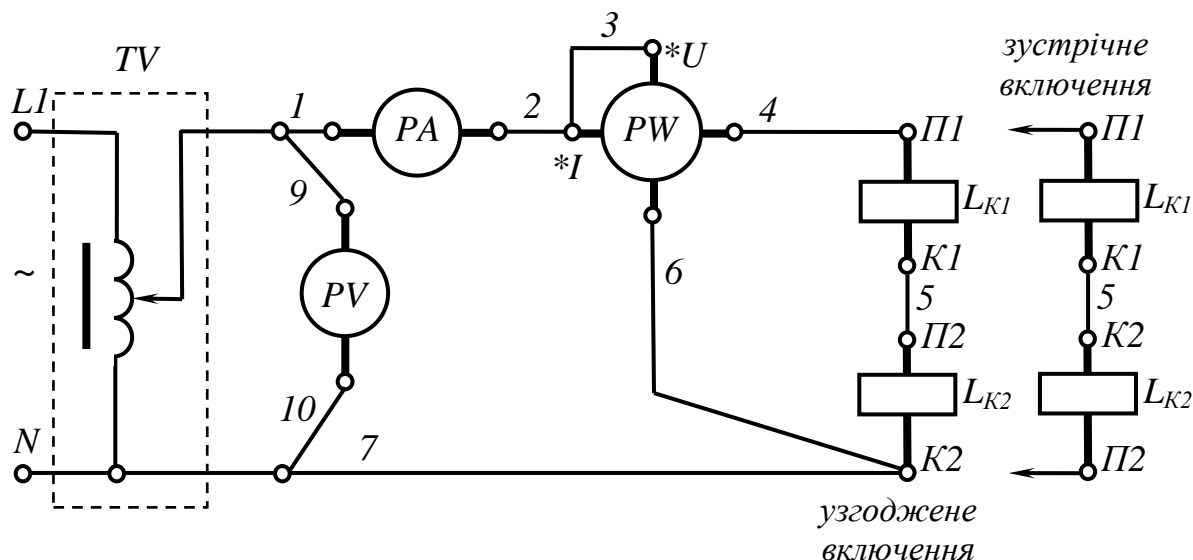 TV
L1
~
N
1
9
PV
10
7
PA
2
3
*U
*I
PW
4
6
П1
L_K1
К1
5
П2
L_K2
К2
узгоджене
включення
зустрічне
включення
П1
L_K1
К1
5
К2
L_K2
П2